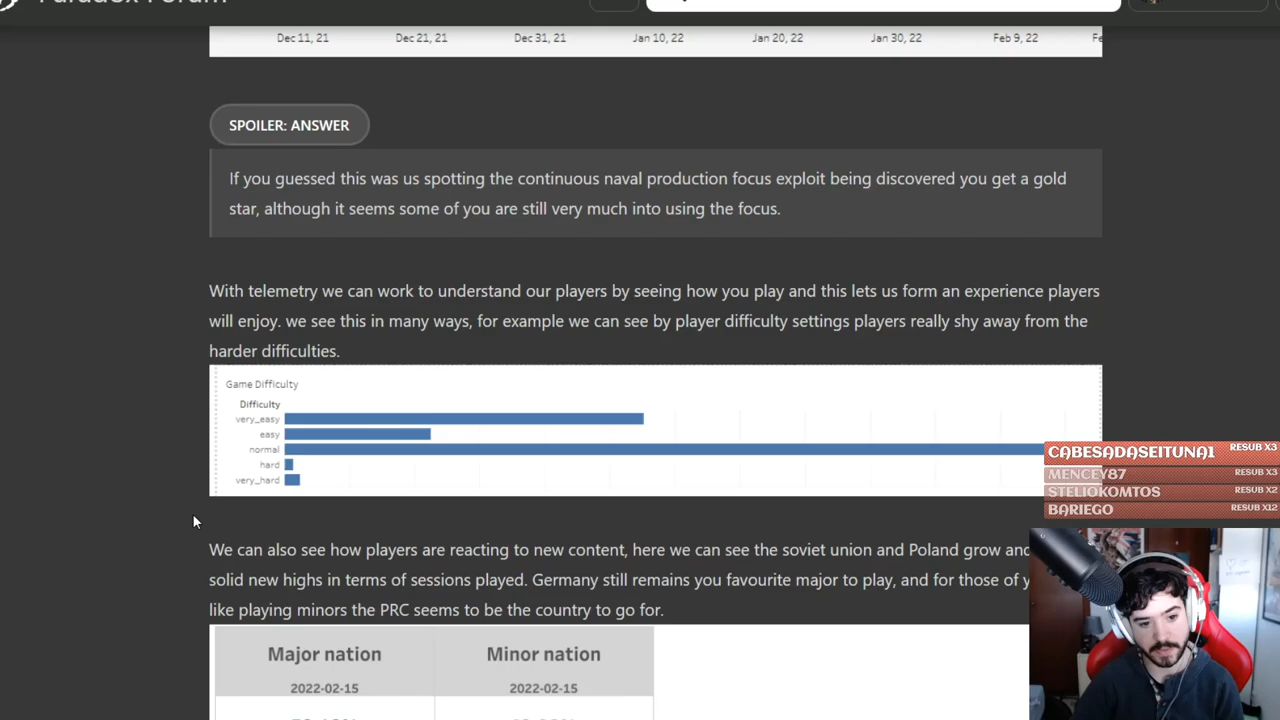 Paradox Forum
Dec 11, 21 Dec 21, 21 Dec 31, 21 Jan 10, 22 Jan 20, 22 Jan 30, 22 Feb 9, 22
SPOILER: ANSWER
If you guessed this was us spotting the continuous naval production focus exploit being discovered you get a gold
star, although it seems some of you are still very much into using the focus.
With telemetry we can work to understand our players by seeing how you play and this lets us form an experience players
will enjoy. we see this in many ways, for example we can see by player difficulty settings players really shy away from the
harder difficulties.
Game Difficulty
Difficulty
very_easy
easy
normal
hard
very_hard
CABESADASEITUNA1 RESUB X3
MENCEY87 RESUB X3
STELIOKOMTOS RESUB X2
BARIEGO RESUB X12
We can also see how players are reacting to new content, here we can see the soviet union and Poland grow and
solid new highs in terms of sessions played. Germany still remains you favourite major to play, and for those of
like playing minors the PRC seems to be the country to go for.
Major nation Minor nation
2022-02-15 2022-02-15